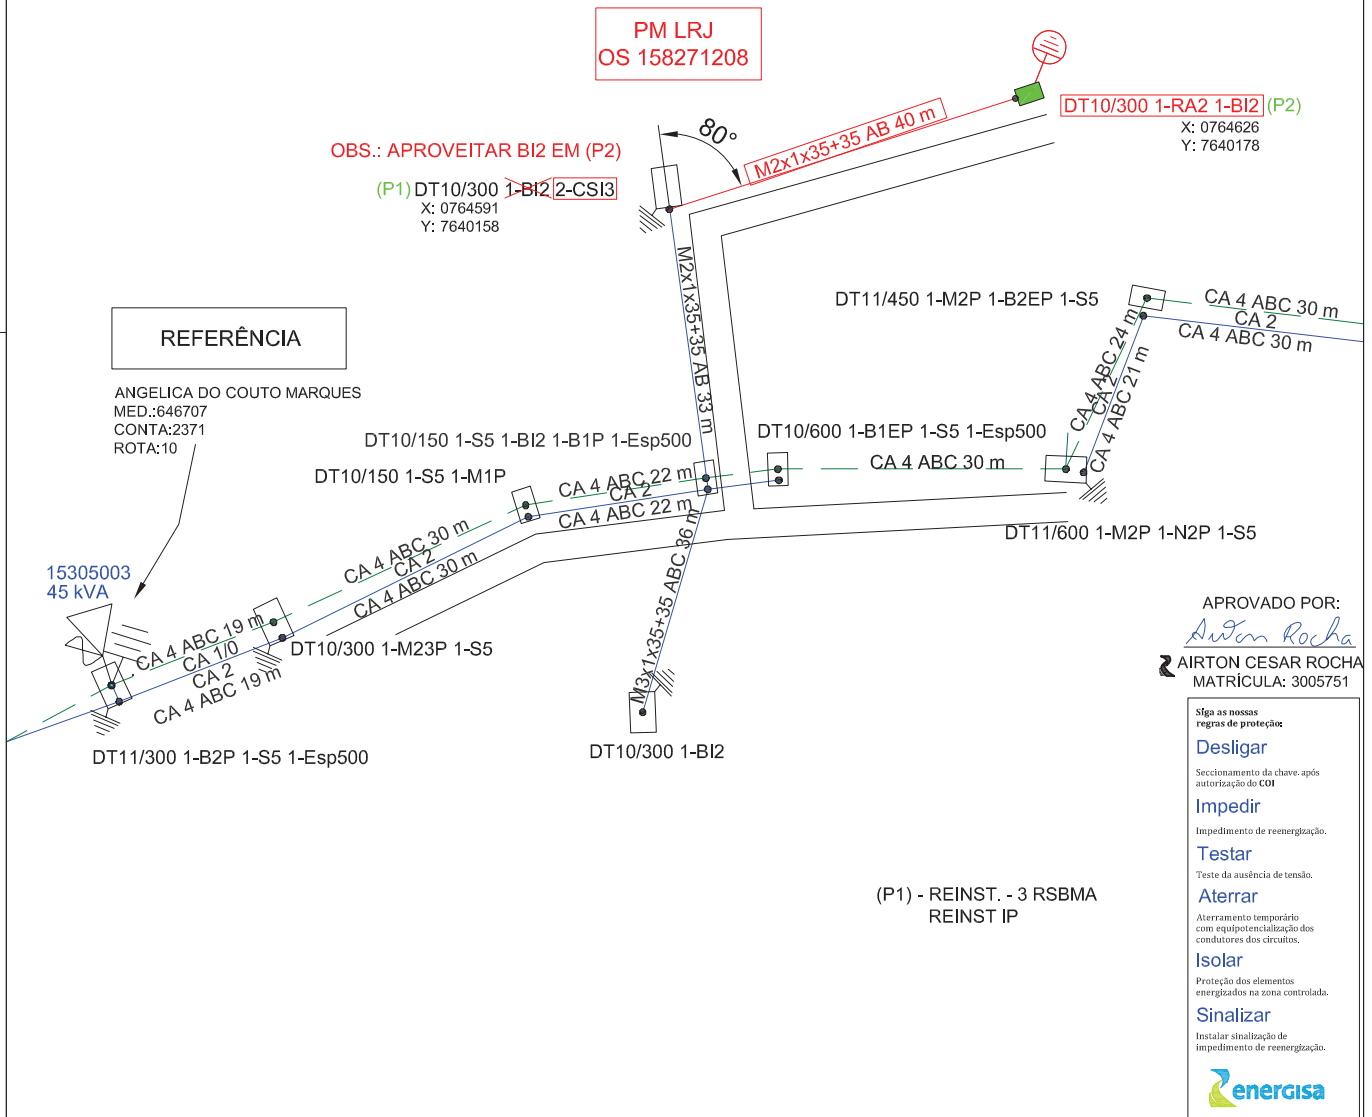 PM LRJ
OS 158271208
DT10/300 1-RA2 1-BI2 (P2)
X: 0764626
Y: 7640178
80°
M2x1x35+35 AB 40 m
OBS.: APROVEITAR BI2 EM (P2)
(P1) DT10/300 1-BI2 2-CSI3
X: 0764591
Y: 7640158
M2x1x35+35 AB 33 m
DT11/450 1-M2P 1-B2EP 1-S5
CA 4 ABC 30 m
CA 2
CA 4 ABC 30 m
REFERÊNCIA
ANGELICA DO COUTO MARQUES
MED.:646707
CONTA:2371
ROTA:10
CA 4 ABC 24 m
CA 2
CA 4 ABC 21 m
DT10/150 1-S5 1-BI2 1-B1P 1-Esp500
DT10/600 1-B1EP 1-S5 1-Esp500
CA 4 ABC 30 m
DT10/150 1-S5 1-M1P
CA 4 ABC 22 m
CA 2
CA 4 ABC 22 m
DT11/600 1-M2P 1-N2P 1-S5
CA 4 ABC 30 m
CA 2
CA 4 ABC 30 m
15305003
45 kVA
M3x1x35+35 ABC 36 m
CA 4 ABC 19 m
CA 1/0
CA 2
CA 4 ABC 19 m
DT10/300 1-M23P 1-S5
DT11/300 1-B2P 1-S5 1-Esp500
DT10/300 1-BI2
APROVADO POR:
Airton Rocha
AIRTON CESAR ROCHA
MATRÍCULA: 3005751
Siga as nossas
regras de proteção:
Desligar
Seccionamento da chave. após
autorização do COI
Impedir
Impedimento de reenergização.
Testar
Teste da ausência de tensão.
Aterrar
Aterramento temporário
com equipotencialização dos
condutores dos circuitos.
Isolar
Proteção dos elementos
energizados na zona controlada.
Sinalizar
Instalar sinalização de
impedimento de reenergização.
energisa
(P1) - REINST. - 3 RSBMA
REINST IP